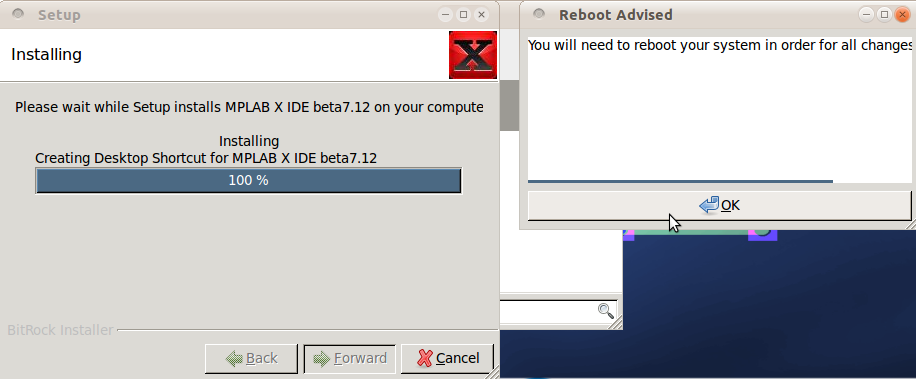 Setup
Installing
Please wait while Setup installs MPLAB X IDE beta7.12 on your compute
Installing
Creating Desktop Shortcut for MPLAB X IDE beta7.12
100 %
BitRock Installer
Back
Forward
Cancel
Reboot Advised
You will need to reboot your system in order for all changes
OK